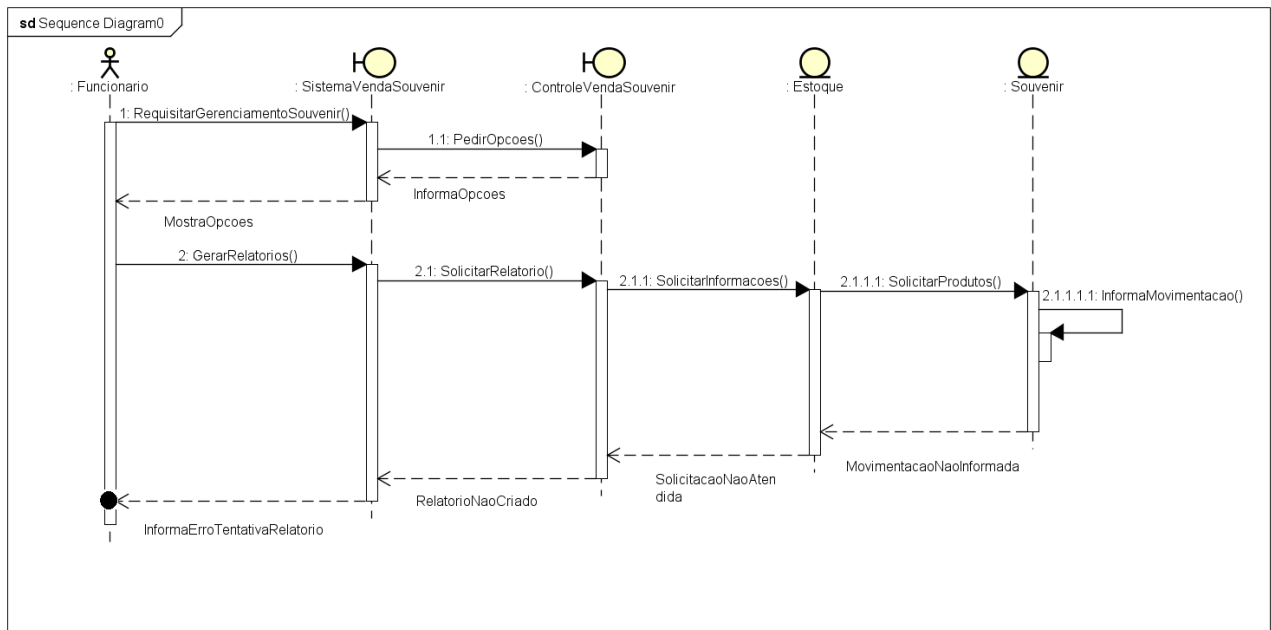 sd Sequence Diagram0
: Funcionario
: SistemaVendaSouvenir
: ControleVendaSouvenir
: Estoque
: Souvenir
1: RequisitarGerenciamentoSouvenir()
1.1: PedirOpcoes()
InformaOpcoes
MostraOpcoes
2: GerarRelatorios()
2.1: SolicitarRelatorio()
2.1.1: SolicitarInformacoes()
2.1.1.1: SolicitarProdutos()
2.1.1.1.1: InformaMovimentacao()
MovimentacaoNaoInformada
SolicitacaoNaoAten
dida
RelatorioNaoCriado
InformaErroTentativaRelatorio